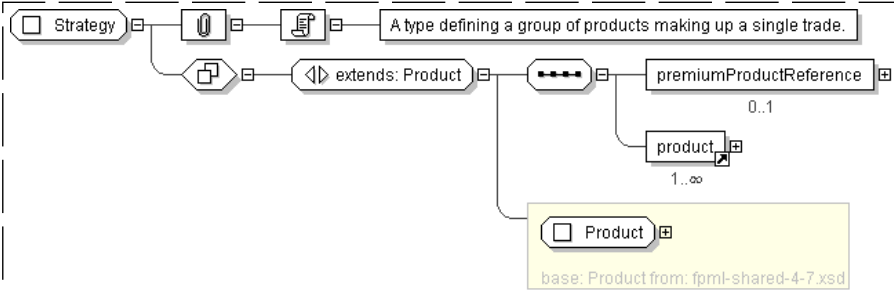 Strategy
A type defining a group of products making up a single trade.
extends: Product
premiumProductReference
0..1
product
1..∞
Product
base: Product from: fpml-shared-4-7.xsd